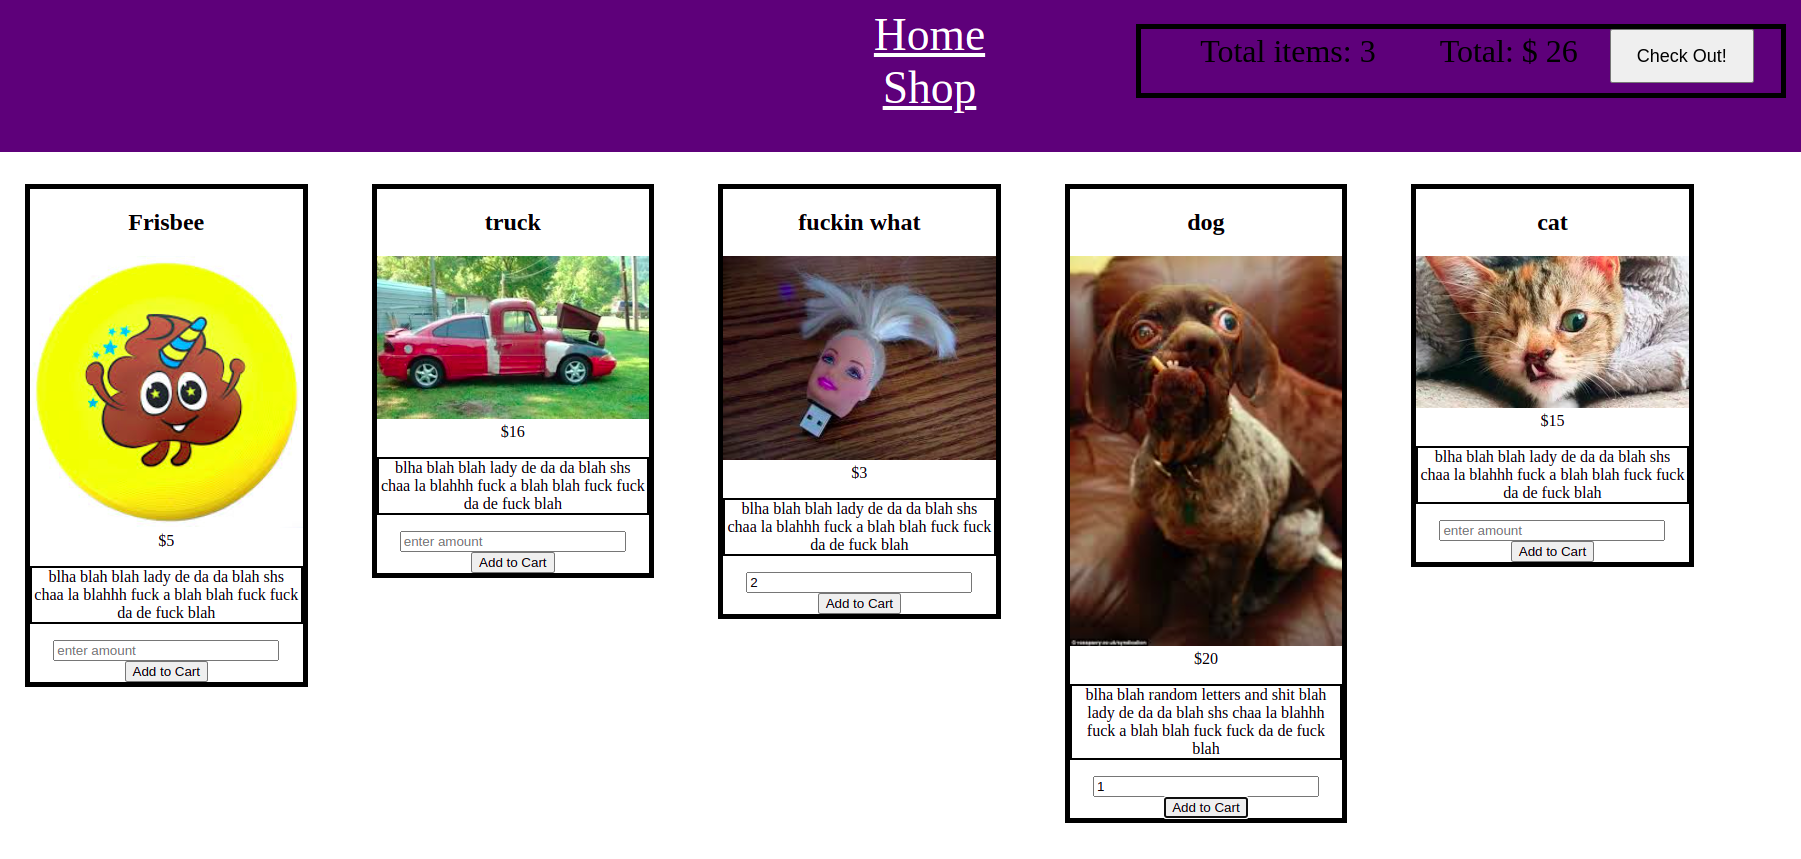 Home
Shop
Total items: 3
Total: $ 26
Check Out!
Frisbee
$5
blha blah blah lady de da da blah shs
chaa la blahhh fuck a blah blah fuck fuck
da de fuck blah
enter amount
Add to Cart
truck
$16
blha blah blah lady de da da blah shs
chaa la blahhh fuck a blah blah fuck fuck
da de fuck blah
enter amount
Add to Cart
fuckin what
$3
blha blah blah lady de da da blah shs
chaa la blahhh fuck a blah blah fuck fuck
da de fuck blah
2
Add to Cart
dog
$20
blha blah random letters and shit blah
lady de da da blah shs chaa la blahhh
fuck a blah blah fuck fuck da de fuck
blah
1
Add to Cart
cat
$15
blha blah blah lady de da da blah shs
chaa la blahhh fuck a blah blah fuck fuck
da de fuck blah
enter amount
Add to Cart